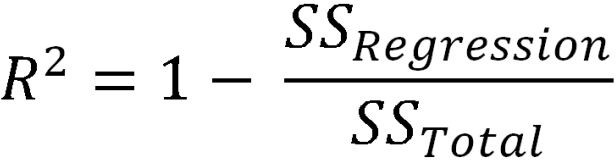 R² = 1 − SS_Regression / SS_Total